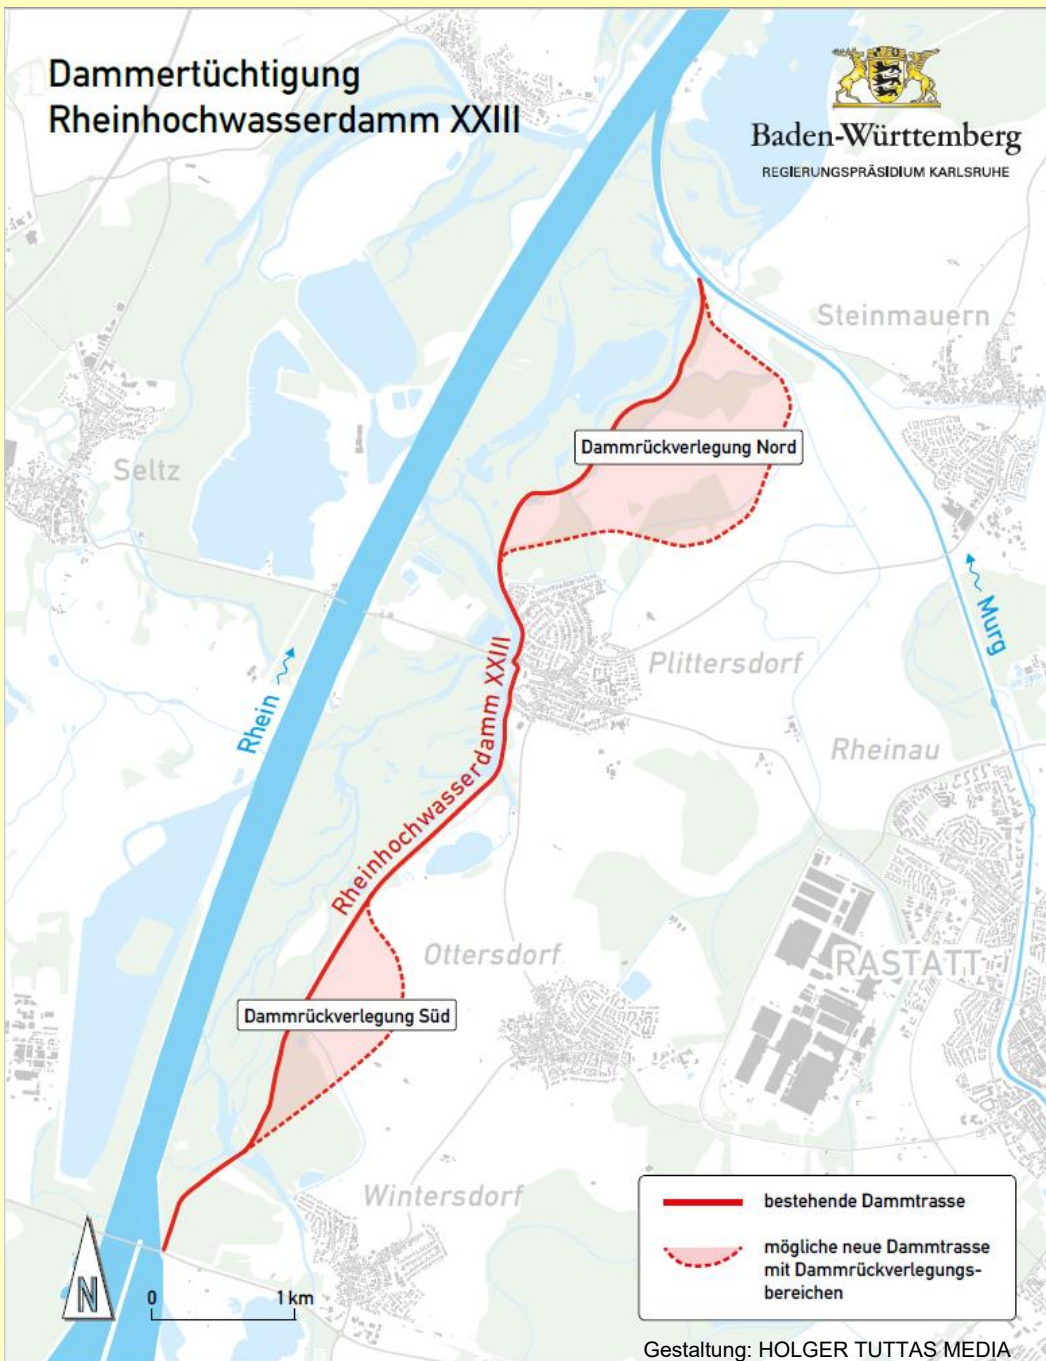 Dammertüchtigung
Rheinhochwasserdamm XXIII
Baden-Württemberg
REGIERUNGSPRÄSIDIUM KARLSRUHE
Steinmauern
Dammrückverlegung Nord
Seltz
Murg
Plittersdorf
Rhein
Rheinau
Rheinhochwasserdamm XXIII
Ottersdorf
RASTATT
Dammrückverlegung Süd
Wintersdorf
bestehende Dammtrasse
mögliche neue Dammtrasse
mit Dammrückverlegungs-
bereichen
N
0 1 km
Gestaltung: HOLGER TUTTAS MEDIA